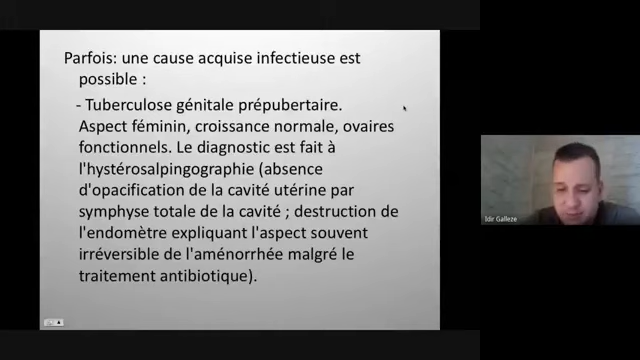 Parfois: une cause acquise infectieuse est
possible :
- Tuberculose génitale prépubertaire.
Aspect féminin, croissance normale, ovaires
fonctionnels. Le diagnostic est fait à
l'hystérosalpingographie (absence
d'opacification de la cavité utérine par
symphyse totale de la cavité ; destruction de
l'endomètre expliquant l'aspect souvent
irréversible de l'aménorrhée malgré le
traitement antibiotique).
Idir Galleze